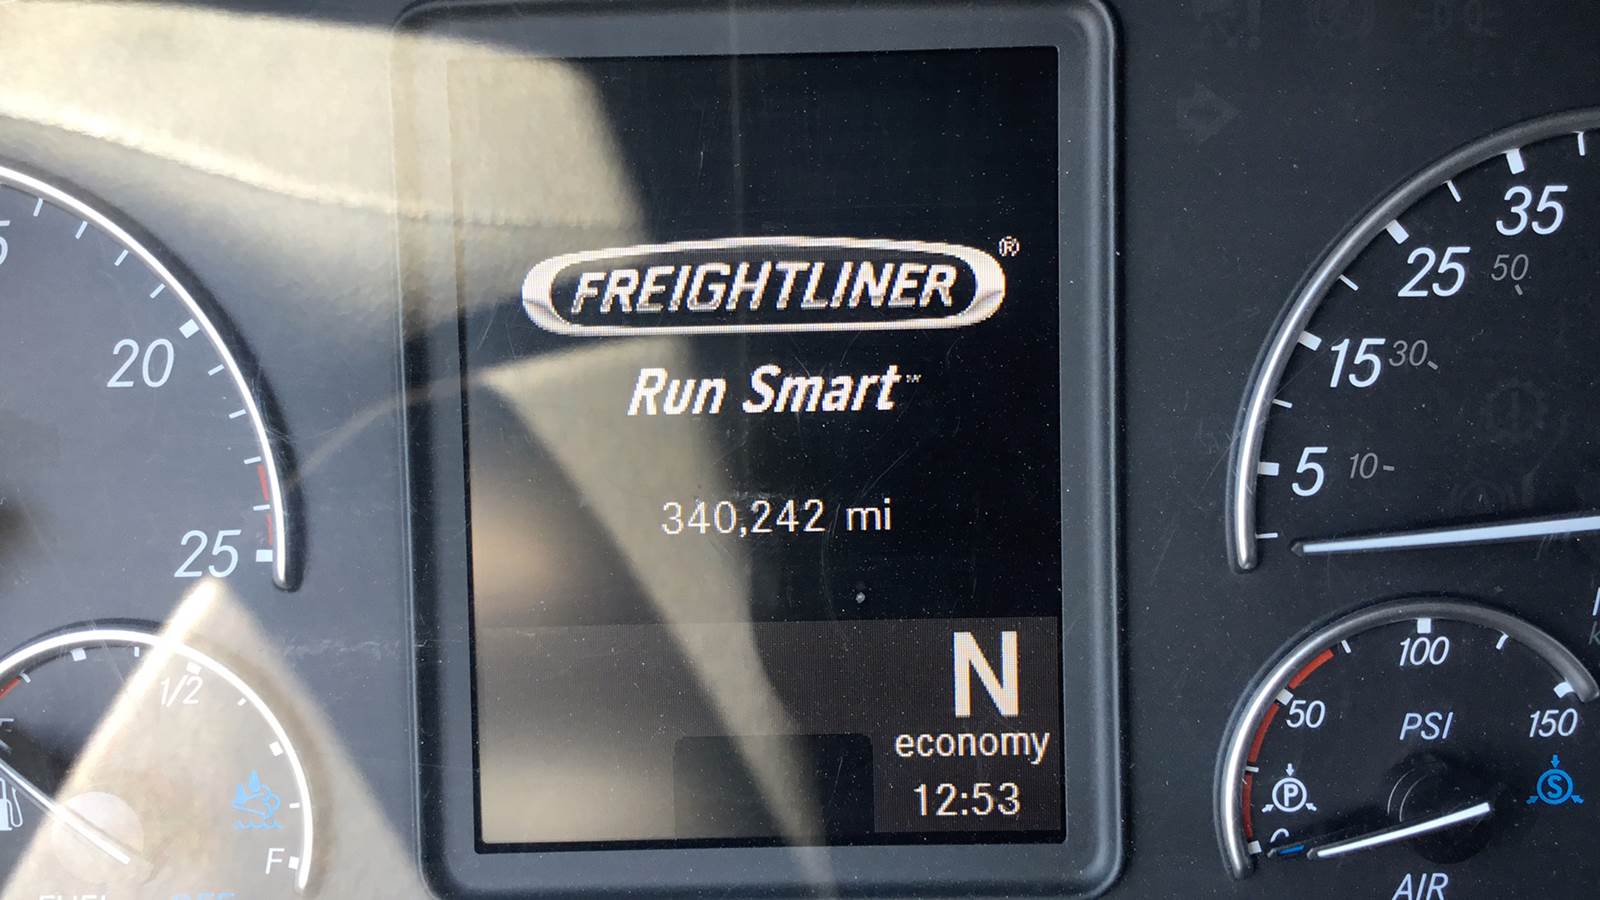 FREIGHTLINER®
Run Smart™
340,242 mi
N
economy
12:53
20
25
1/2
F
35
25 50
15 30
5 10
100
50 PSI 150
P
S
AIR